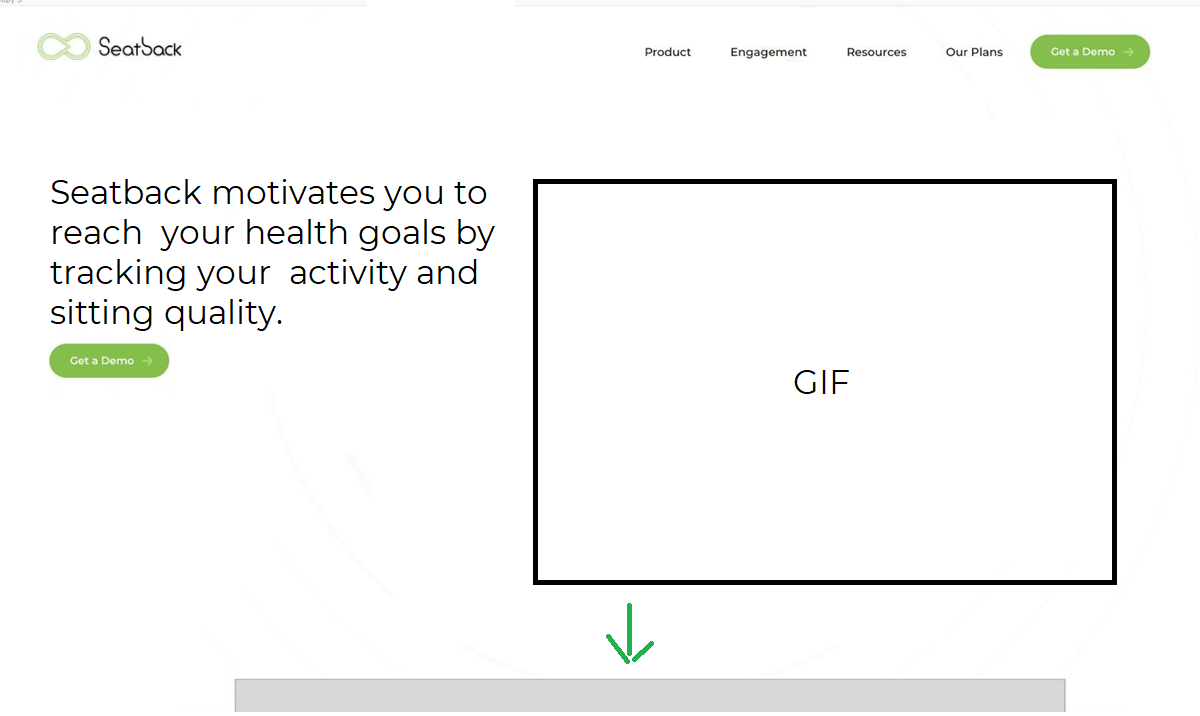 Seatback
Product Engagement Resources Our Plans Get a Demo →
Seatback motivates you to
reach  your health goals by
tracking your  activity and
sitting quality.
Get a Demo →
GIF